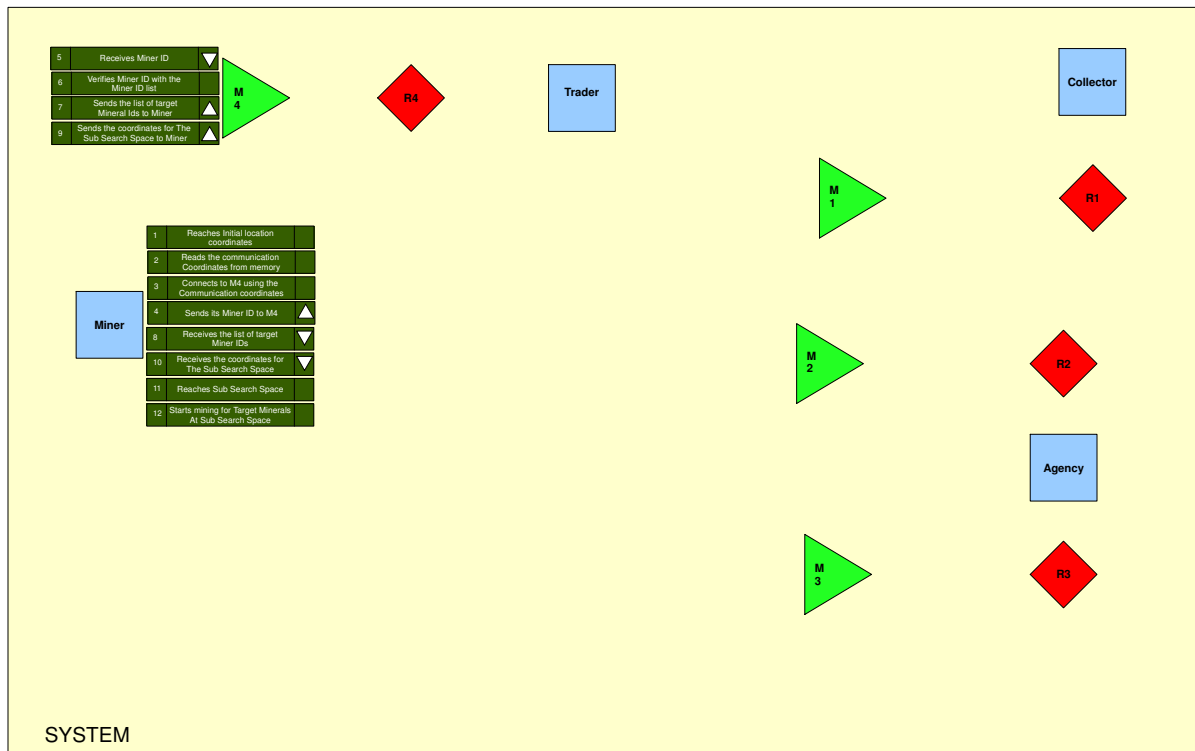 5 Receives Miner ID
6 Verifies Miner ID with the
Miner ID list
7 Sends the list of target
Mineral Ids to Miner
9 Sends the coordinates for The
Sub Search Space to Miner
M
4
R4
Trader
Collector
M
1
R1
1 Reaches Initial location
coordinates
2 Reads the communication
Coordinates from memory
3 Connects to M4 using the
Communication coordinates
4 Sends its Miner ID to M4
8 Receives the list of target
Miner IDs
10 Receives the coordinates for
The Sub Search Space
11 Reaches Sub Search Space
12 Starts mining for Target Minerals
At Sub Search Space
Miner
M
2
R2
Agency
M
3
R3
SYSTEM